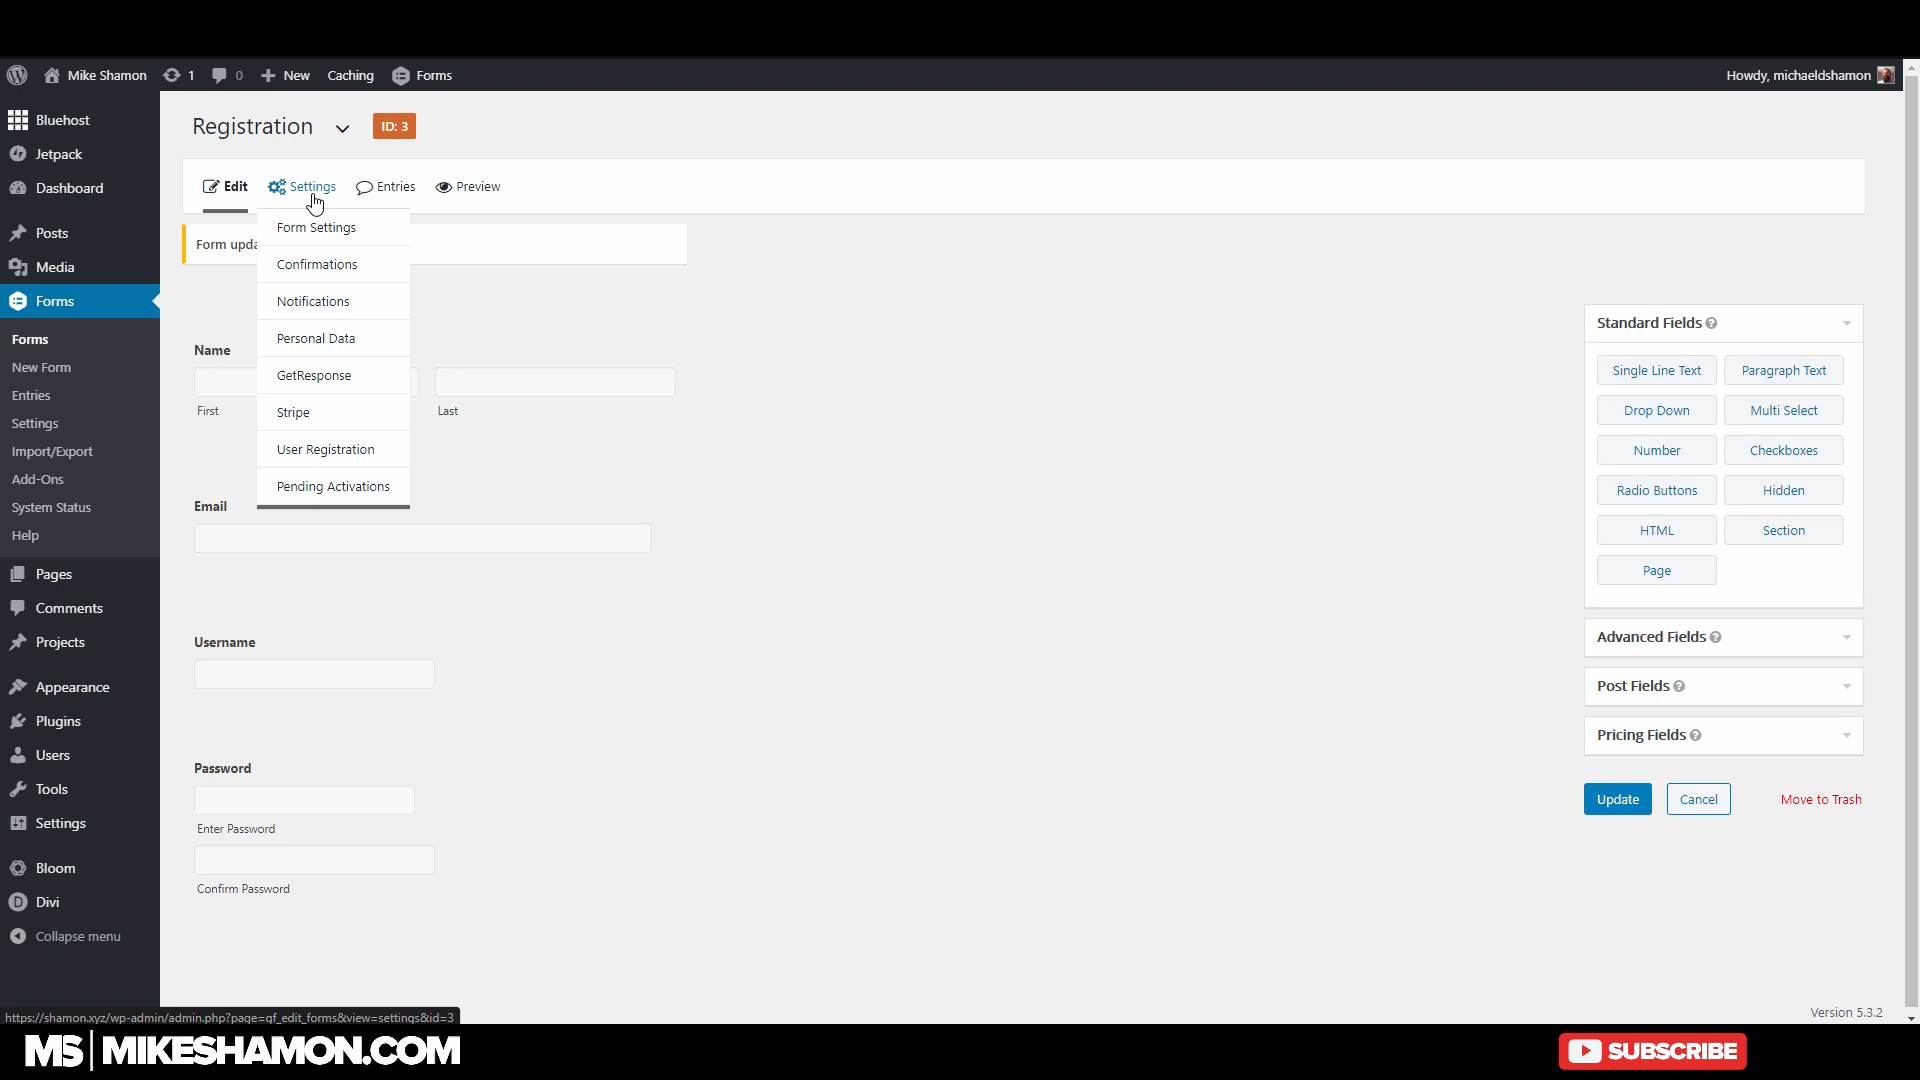 Mike Shamon
1
0
New
Caching
Forms
Howdy, michaeldshamon
Bluehost
Jetpack
Dashboard
Posts
Media
Forms
Forms
New Form
Entries
Settings
Import/Export
Add-Ons
System Status
Help
Pages
Comments
Projects
Appearance
Plugins
Users
Tools
Settings
Bloom
Divi
Collapse menu
Registration
ID: 3
Edit
Settings
Entries
Preview
Form upda
Form Settings
Confirmations
Notifications
Personal Data
GetResponse
Stripe
User Registration
Pending Activations
Name
First
Last
Email
Username
Password
Enter Password
Confirm Password
Standard Fields
Single Line Text
Paragraph Text
Drop Down
Multi Select
Number
Checkboxes
Radio Buttons
Hidden
HTML
Section
Page
Advanced Fields
Post Fields
Pricing Fields
Update
Cancel
Move to Trash
Version 5.3.2
https://shamon.xyz/wp-admin/admin.php?page=gf_edit_forms&view=settings&id=3
MS | MIKESHAMON.COM
SUBSCRIBE